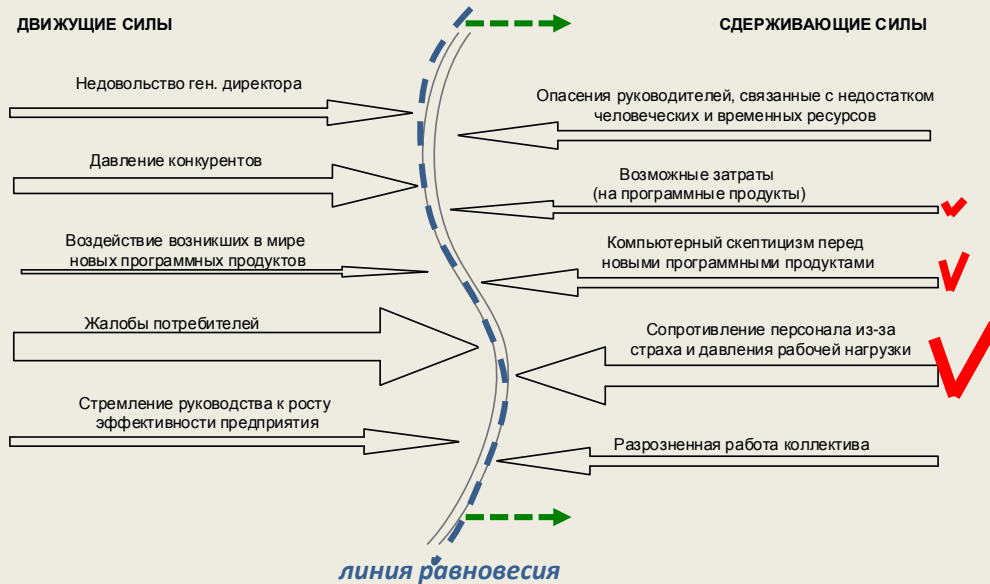 ДВИЖУЩИЕ СИЛЫ
СДЕРЖИВАЮЩИЕ СИЛЫ
Недовольство ген. директора
Давление конкурентов
Воздействие возникших в мире
новых программных продуктов
Жалобы потребителей
Стремление руководства к росту
эффективности предприятия
Опасения руководителей, связанные с недостатком
человеческих и временных ресурсов
Возможные затраты
(на программные продукты)
Компьютерный скептицизм перед
новыми программными продуктами
Сопротивление персонала из-за
страха и давления рабочей нагрузки
Разрозненная работа коллектива
линия равновесия